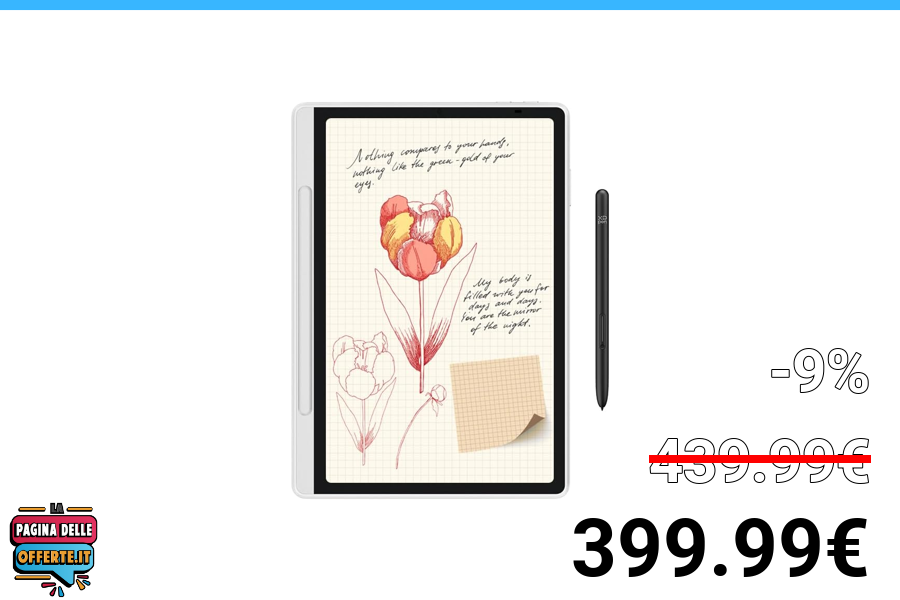 Nothing compares to your hands,
nothing like the green-gold of your
eyes.
My body is
filled with you for
days and days.
You are the mirror
of the night.
XP
-9%
439.99€
399.99€
LA
PAGINA DELLE
OFFERTE.IT